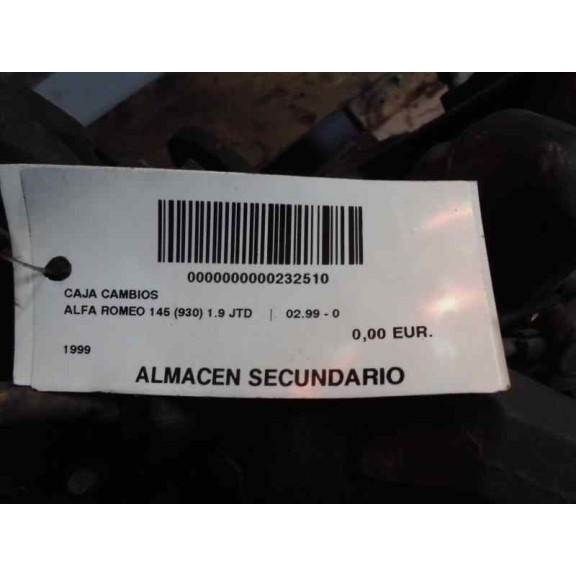 0000000000232510
CAJA CAMBIOS
ALFA ROMEO 145 (930) 1.9 JTD | 02.99 - 0
0,00 EUR.
1999
ALMACEN SECUNDARIO